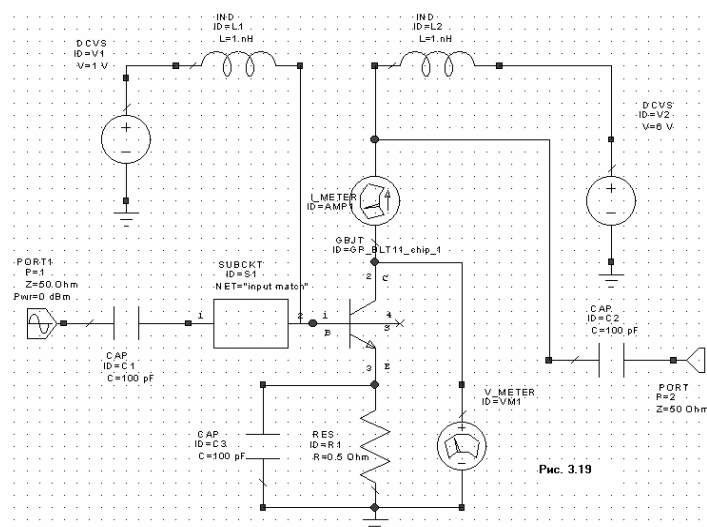 IND
ID=L1
L=1.nH
IND
ID=L2
L=1.nH
DCVS
ID=V1
V=1 V
DCVS
ID=V2
V=6 V
I_METER
ID=AMP1
GBJT
ID=GP_BLT11_chip_1
PORT1
P=.1
Z=50.Ohm
Pwr=0 dBm
SUBCKT
ID=S1
NET="input match"
1
2
1
B
2
C
4
3
E
CAP
ID=C1
C=100 pF
CAP
ID=C2
C=100 pF
PORT
P=2
Z=50 Ohm
V_METER
ID=VM1
CAP
ID=C3
C=100 pF
RES
ID=R1
R=0.5 Ohm
Рис. 3.19